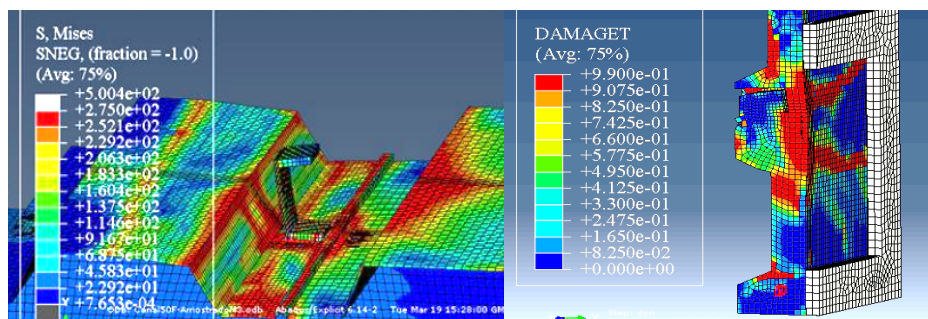 S, Mises
SNEG, (fraction = -1.0)
(Avg: 75%)
+5.004e+02
+2.750e+02
+2.521e+02
+2.292e+02
+2.063e+02
+1.833e+02
+1.604e+02
+1.375e+02
+1.146e+02
+9.167e+01
+6.875e+01
+4.583e+01
+2.292e+01
+7.653e-04
Abaqus/Explicit 6.14-2 Tue Mar 19 15:28:00 GM
DAMAGET
(Avg: 75%)
+9.900e-01
+9.075e-01
+8.250e-01
+7.425e-01
+6.600e-01
+5.775e-01
+4.950e-01
+4.125e-01
+3.300e-01
+2.475e-01
+1.650e-01
+8.250e-02
+0.000e+00